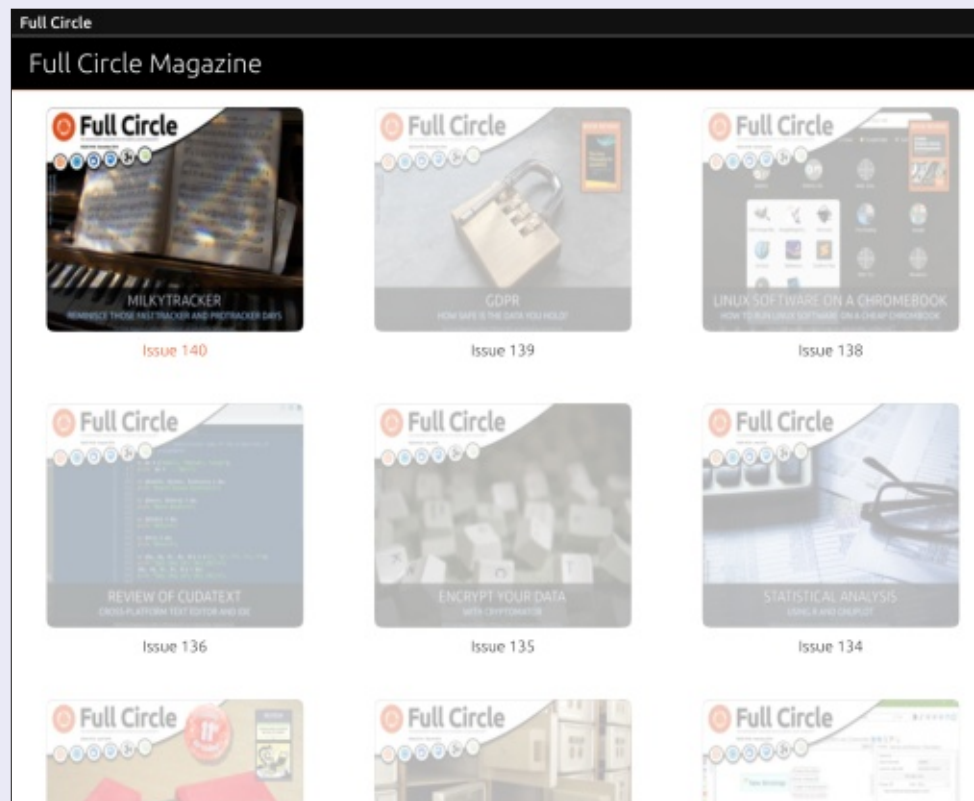 Full Circle
Full Circle Magazine
Full Circle
MILKYTRACKER
REMINISCE THOSE FASTTRACKER AND PROTRACKER DAYS
Issue 140
Full Circle
GDPR
HOW SAFE IS THE DATA YOU HOLD?
Issue 139
Full Circle
LINUX SOFTWARE ON A CHROMEBOOK
HOW TO RUN LINUX SOFTWARE ON A CHEAP CHROMBOOK
Issue 138
Full Circle
REVIEW OF CUDATEXT
CROSS-PLATFORM TEXT EDITOR AND IDE
Issue 136
Full Circle
ENCRYPT YOUR DATA
WITH CRYPTOMATOR
Issue 135
Full Circle
STATISTICAL ANALYSIS
USING R AND GNUPLOT
Issue 134
Full Circle
Full Circle
Full Circle